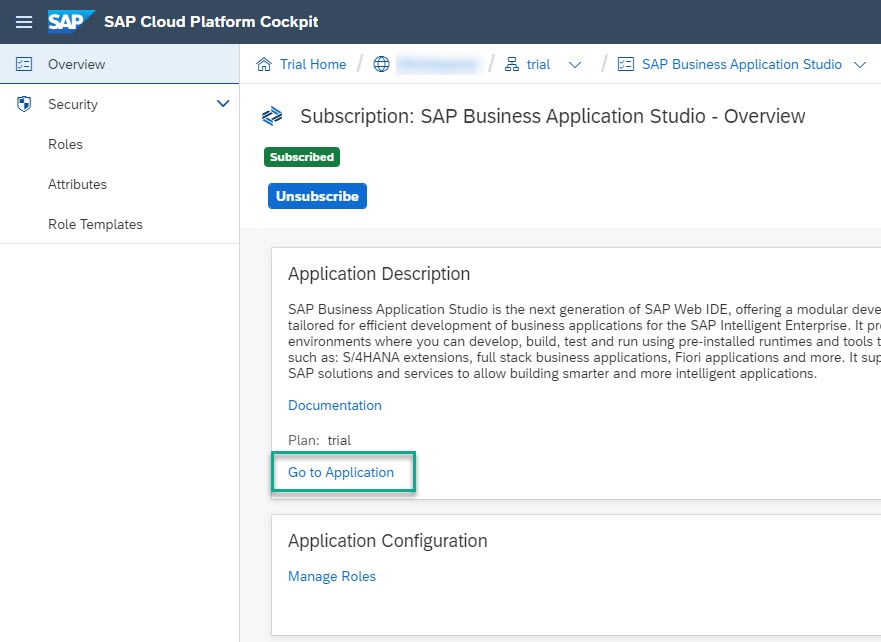 SAP SAP Cloud Platform Cockpit
Overview
Security
Roles
Attributes
Role Templates
Trial Home / / trial / SAP Business Application Studio
Subscription: SAP Business Application Studio - Overview
Subscribed
Unsubscribe
Application Description
SAP Business Application Studio is the next generation of SAP Web IDE, offering a modular deve
tailored for efficient development of business applications for the SAP Intelligent Enterprise. It pr
environments where you can develop, build, test and run using pre-installed runtimes and tools t
such as: S/4HANA extensions, full stack business applications, Fiori applications and more. It sup
SAP solutions and services to allow building smarter and more intelligent applications.
Documentation
Plan: trial
Go to Application
Application Configuration
Manage Roles